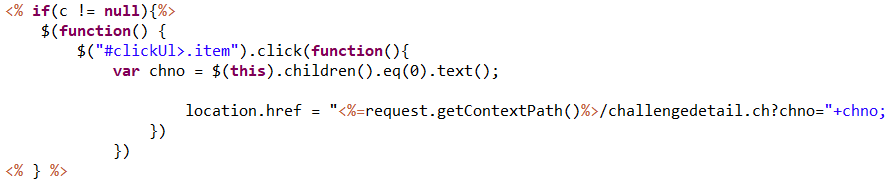 <% if(c != null){%>
$(function() {
$("#clickUl>.item").click(function(){
var chno = $(this).children().eq(0).text();
location.href = "<%=request.getContextPath()%>/challengedetail.ch?chno="+chno;
})
})
<% } %>